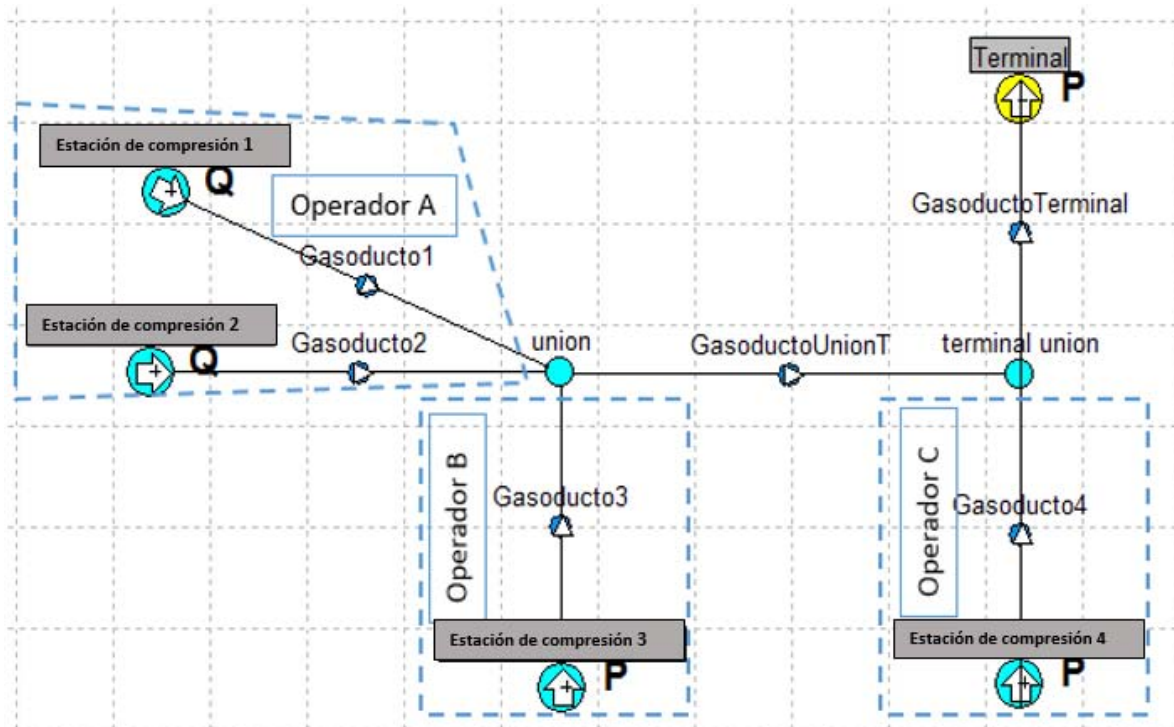 Terminal
P
Estación de compresión 1
Q
Operador A
GasoductoTerminal
Gasoducto1
Estación de compresión 2
Q
Gasoducto2
union
GasoductoUnionT
terminal union
Operador B
Gasoducto3
Operador C
Gasoducto4
Estación de compresión 3
P
Estación de compresión 4
P